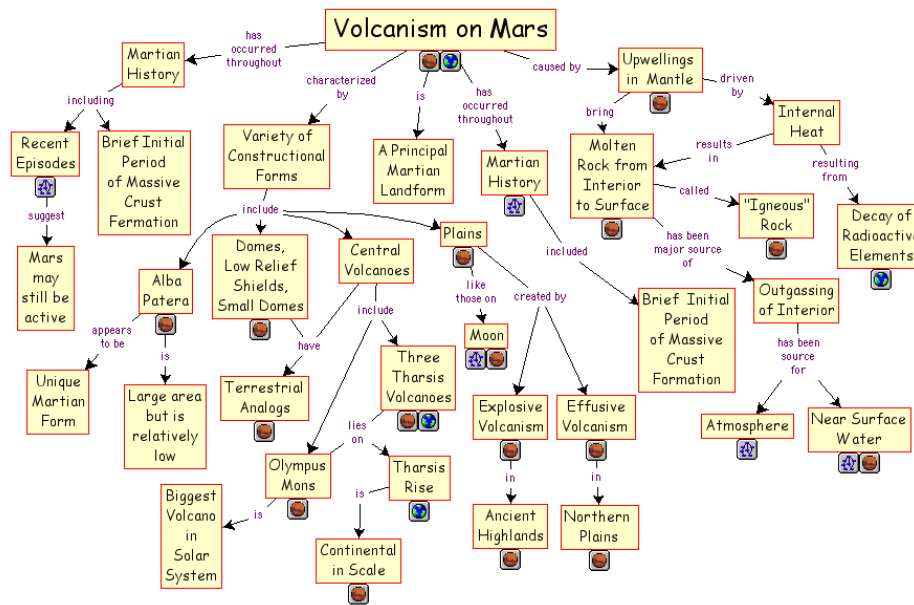 Volcanism on Mars
has
occurred
throughout
Martian
History
including
Recent
Episodes
Brief Initial
Period
of Massive
Crust
Fermation
suggest
Mars
may
still be
active
characterized
by
Variety of
Constructional
Forms
include
Alba
Patera
appears
to be
Unique
Martian
Form
is
Large area
but is
relatively
low
Domes,
Low Relief
Shields,
Small Domes
have
Terrestrial
Analogs
Central
Volcanoes
include
Three
Tharsis
Volcanoes
Olympus
Mons
lies
on
Tharsis
Rise
is
Biggest
Volcano
in
Solar
System
is
Continental
in Scale
Plains
like
those on
Moon
created by
Explosive
Volcanism
in
Ancient
Highlands
Effusive
Volcanism
in
Northern
Plains
is
A Principal
Martian
Landform
has
occurred
throughout
Martian
History
included
Brief Initial
Period
of Massive
Crust
Formation
caused by
Upwellings
in Mantle
bring
Molten
Rock from
Interior
to Surface
driven
by
Internal
Heat
results
in
resulting
from
Decay of
Radioactive
Elements
called
"Igneous"
Rock
has been
major source
of
Outgassing
of Interior
has been
source
for
Atmosphere
Near Surface
Water